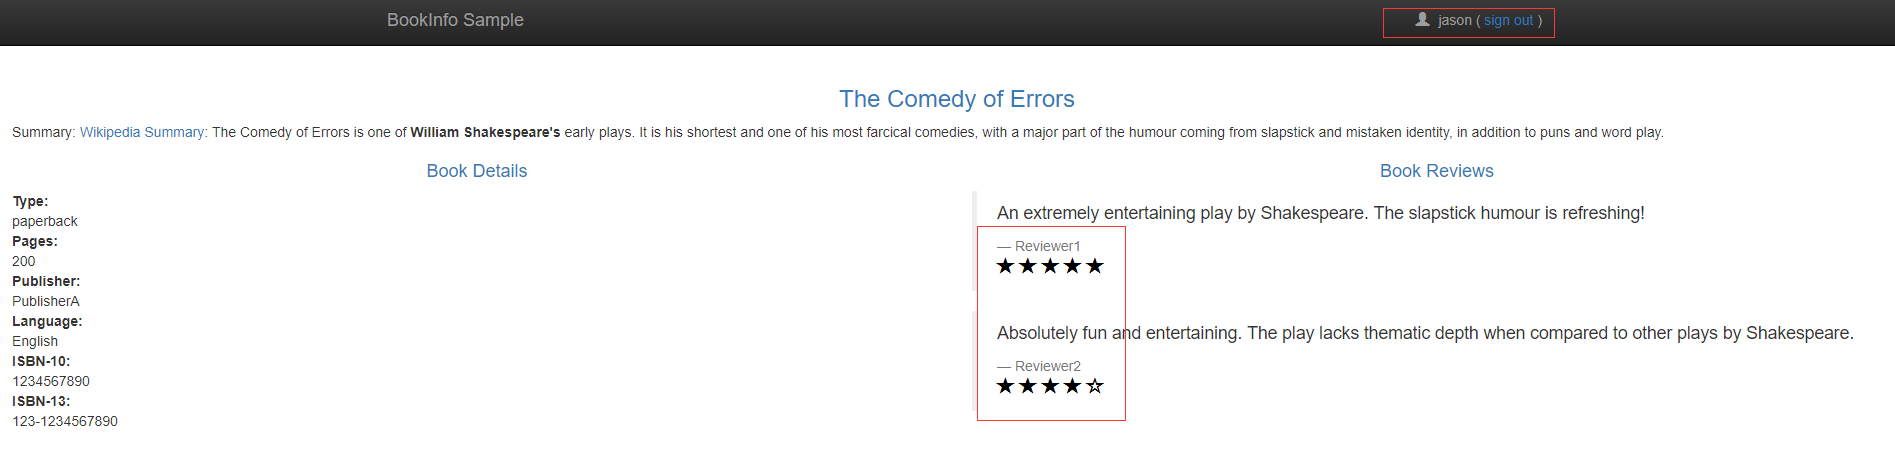 BookInfo Sample
jason ( sign out )
The Comedy of Errors
Summary: Wikipedia Summary: The Comedy of Errors is one of William Shakespeare's early plays. It is his shortest and one of his most farcical comedies, with a major part of the humour coming from slapstick and mistaken identity, in addition to puns and word play.
Book Details
Type:
paperback
Pages:
200
Publisher:
PublisherA
Language:
English
ISBN-10:
1234567890
ISBN-13:
123-1234567890
Book Reviews
An extremely entertaining play by Shakespeare. The slapstick humour is refreshing!
— Reviewer1
★★★★★
Absolutely fun and entertaining. The play lacks thematic depth when compared to other plays by Shakespeare.
— Reviewer2
★★★★☆